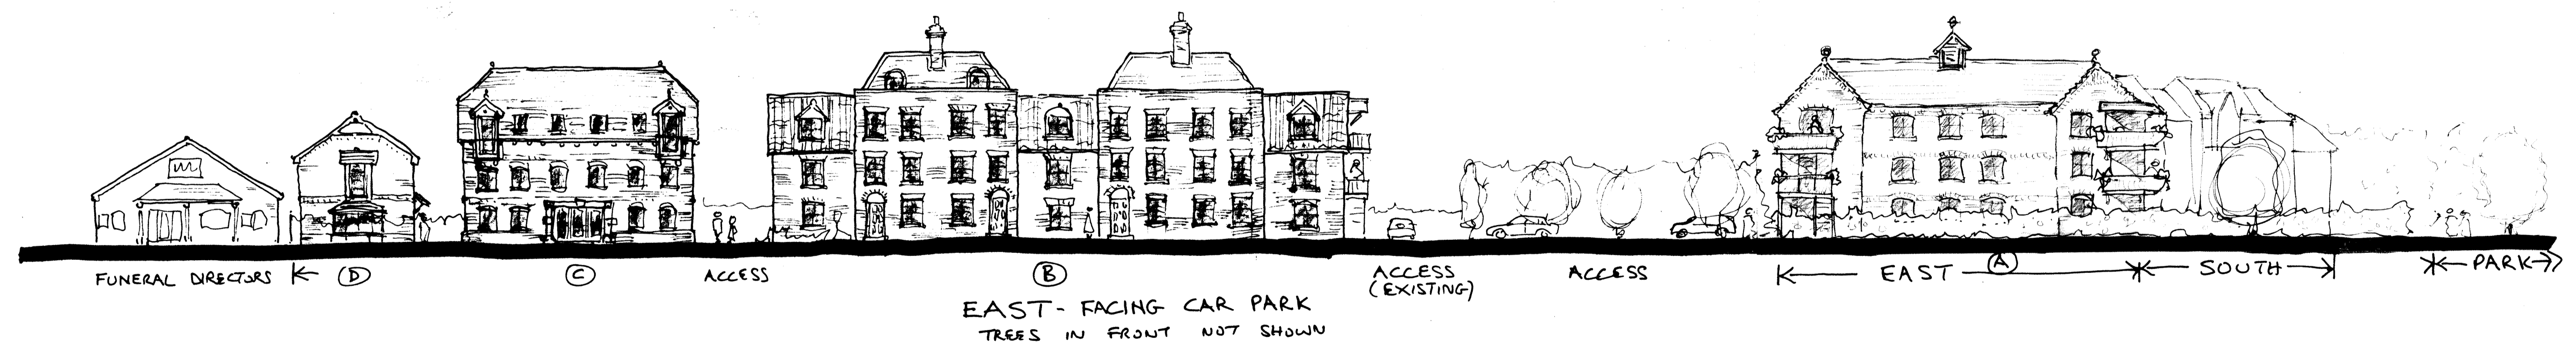 FUNERAL DIRECTORS
D
C
ACCESS
B
ACCESS
(EXISTING)
ACCESS
EAST
A
SOUTH
PARK
EAST-FACING CAR PARK
TREES IN FRONT NOT SHOWN